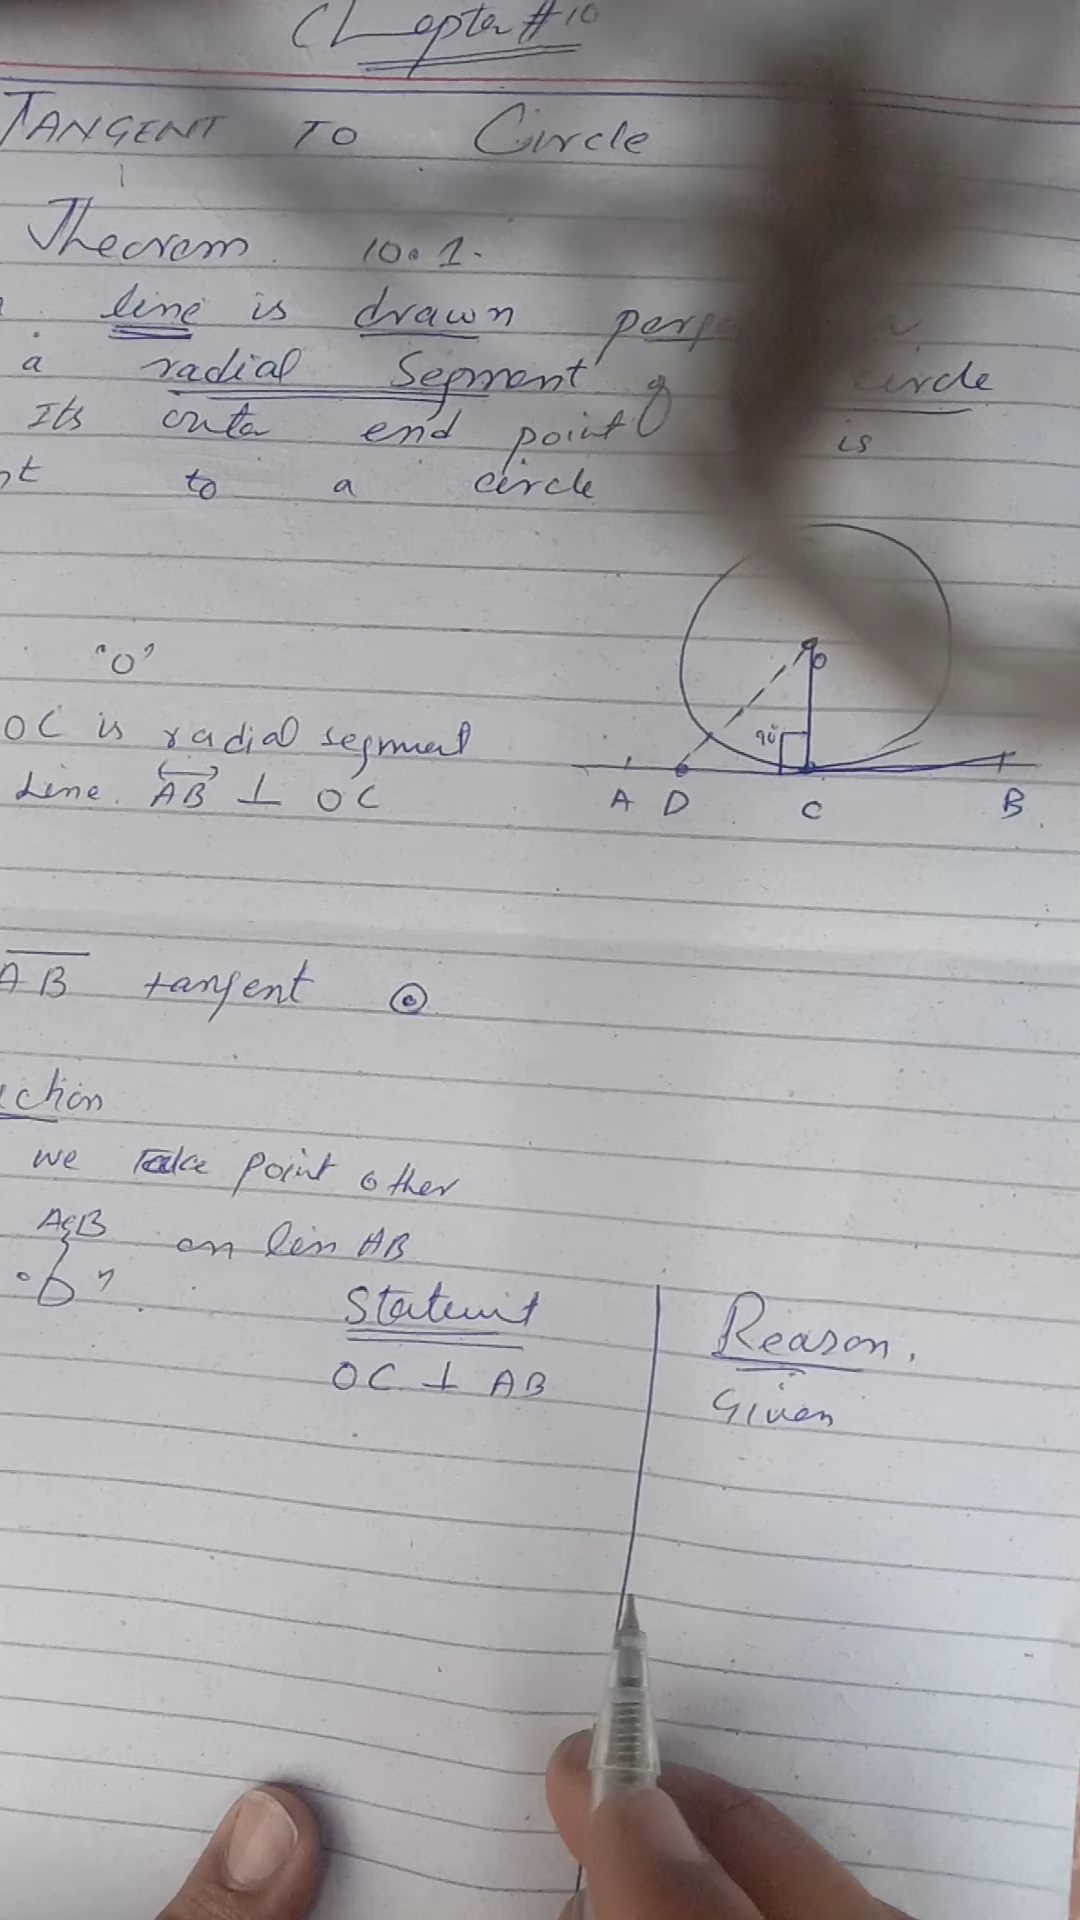 Chapter #10
TANGENT TO Circle
Theorem 10.1.
line is drawn
a radial Segment of circle
Its outer end point is
to a circle
"O"
OC is radial segment
Line. AB ⊥ OC
O
90°
A D C B
AB tangent ⊙
we Take point other
on lin AB
Statemt
Reason.
OC ⊥ AB
Given